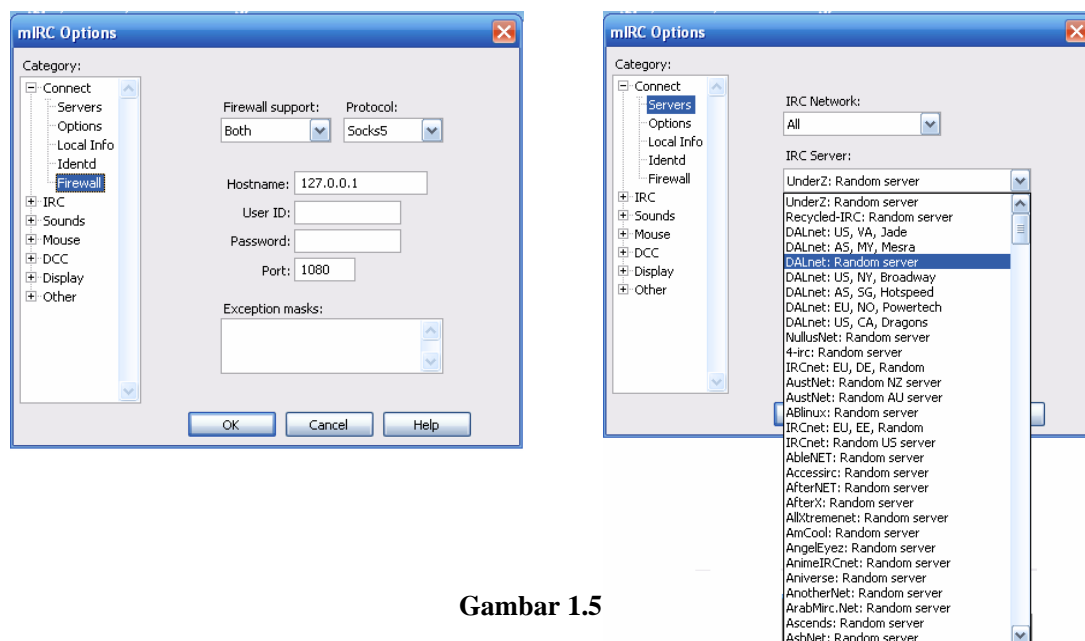 mIRC Options
Category:
Connect
Servers
Options
Local Info
Identd
Firewall
IRC
Sounds
Mouse
DCC
Display
Other
Firewall support: Protocol:
Both Socks5
Hostname: 127.0.0.1
User ID:
Password:
Port: 1080
Exception masks:
OK Cancel Help
mIRC Options
Category:
Connect
Servers
Options
Local Info
Identd
Firewall
IRC
Sounds
Mouse
DCC
Display
Other
IRC Network:
All
IRC Server:
UnderZ: Random server
UnderZ: Random server
Recycled-IRC: Random server
DALnet: US, VA, Jade
DALnet: AS, MY, Mesra
DALnet: Random server
DALnet: US, NY, Broadway
DALnet: AS, SG, Hotspeed
DALnet: EU, NO, Powertech
DALnet: US, CA, Dragons
NullusNet: Random server
4-irc: Random server
IRCnet: EU, DE, Random
AustNet: Random NZ server
AustNet: Random AU server
ABlinux: Random server
IRCnet: EU, EE, Random
IRCnet: Random US server
AbleNET: Random server
Accessirc: Random server
AfterNET: Random server
AfterX: Random server
AllXtremenet: Random server
AmCool: Random server
AngelEyez: Random server
AnimeIRCnet: Random server
Aniverse: Random server
AnotherNet: Random server
ArabMirc.Net: Random server
Ascends: Random server
AshNet: Random server
Gambar 1.5